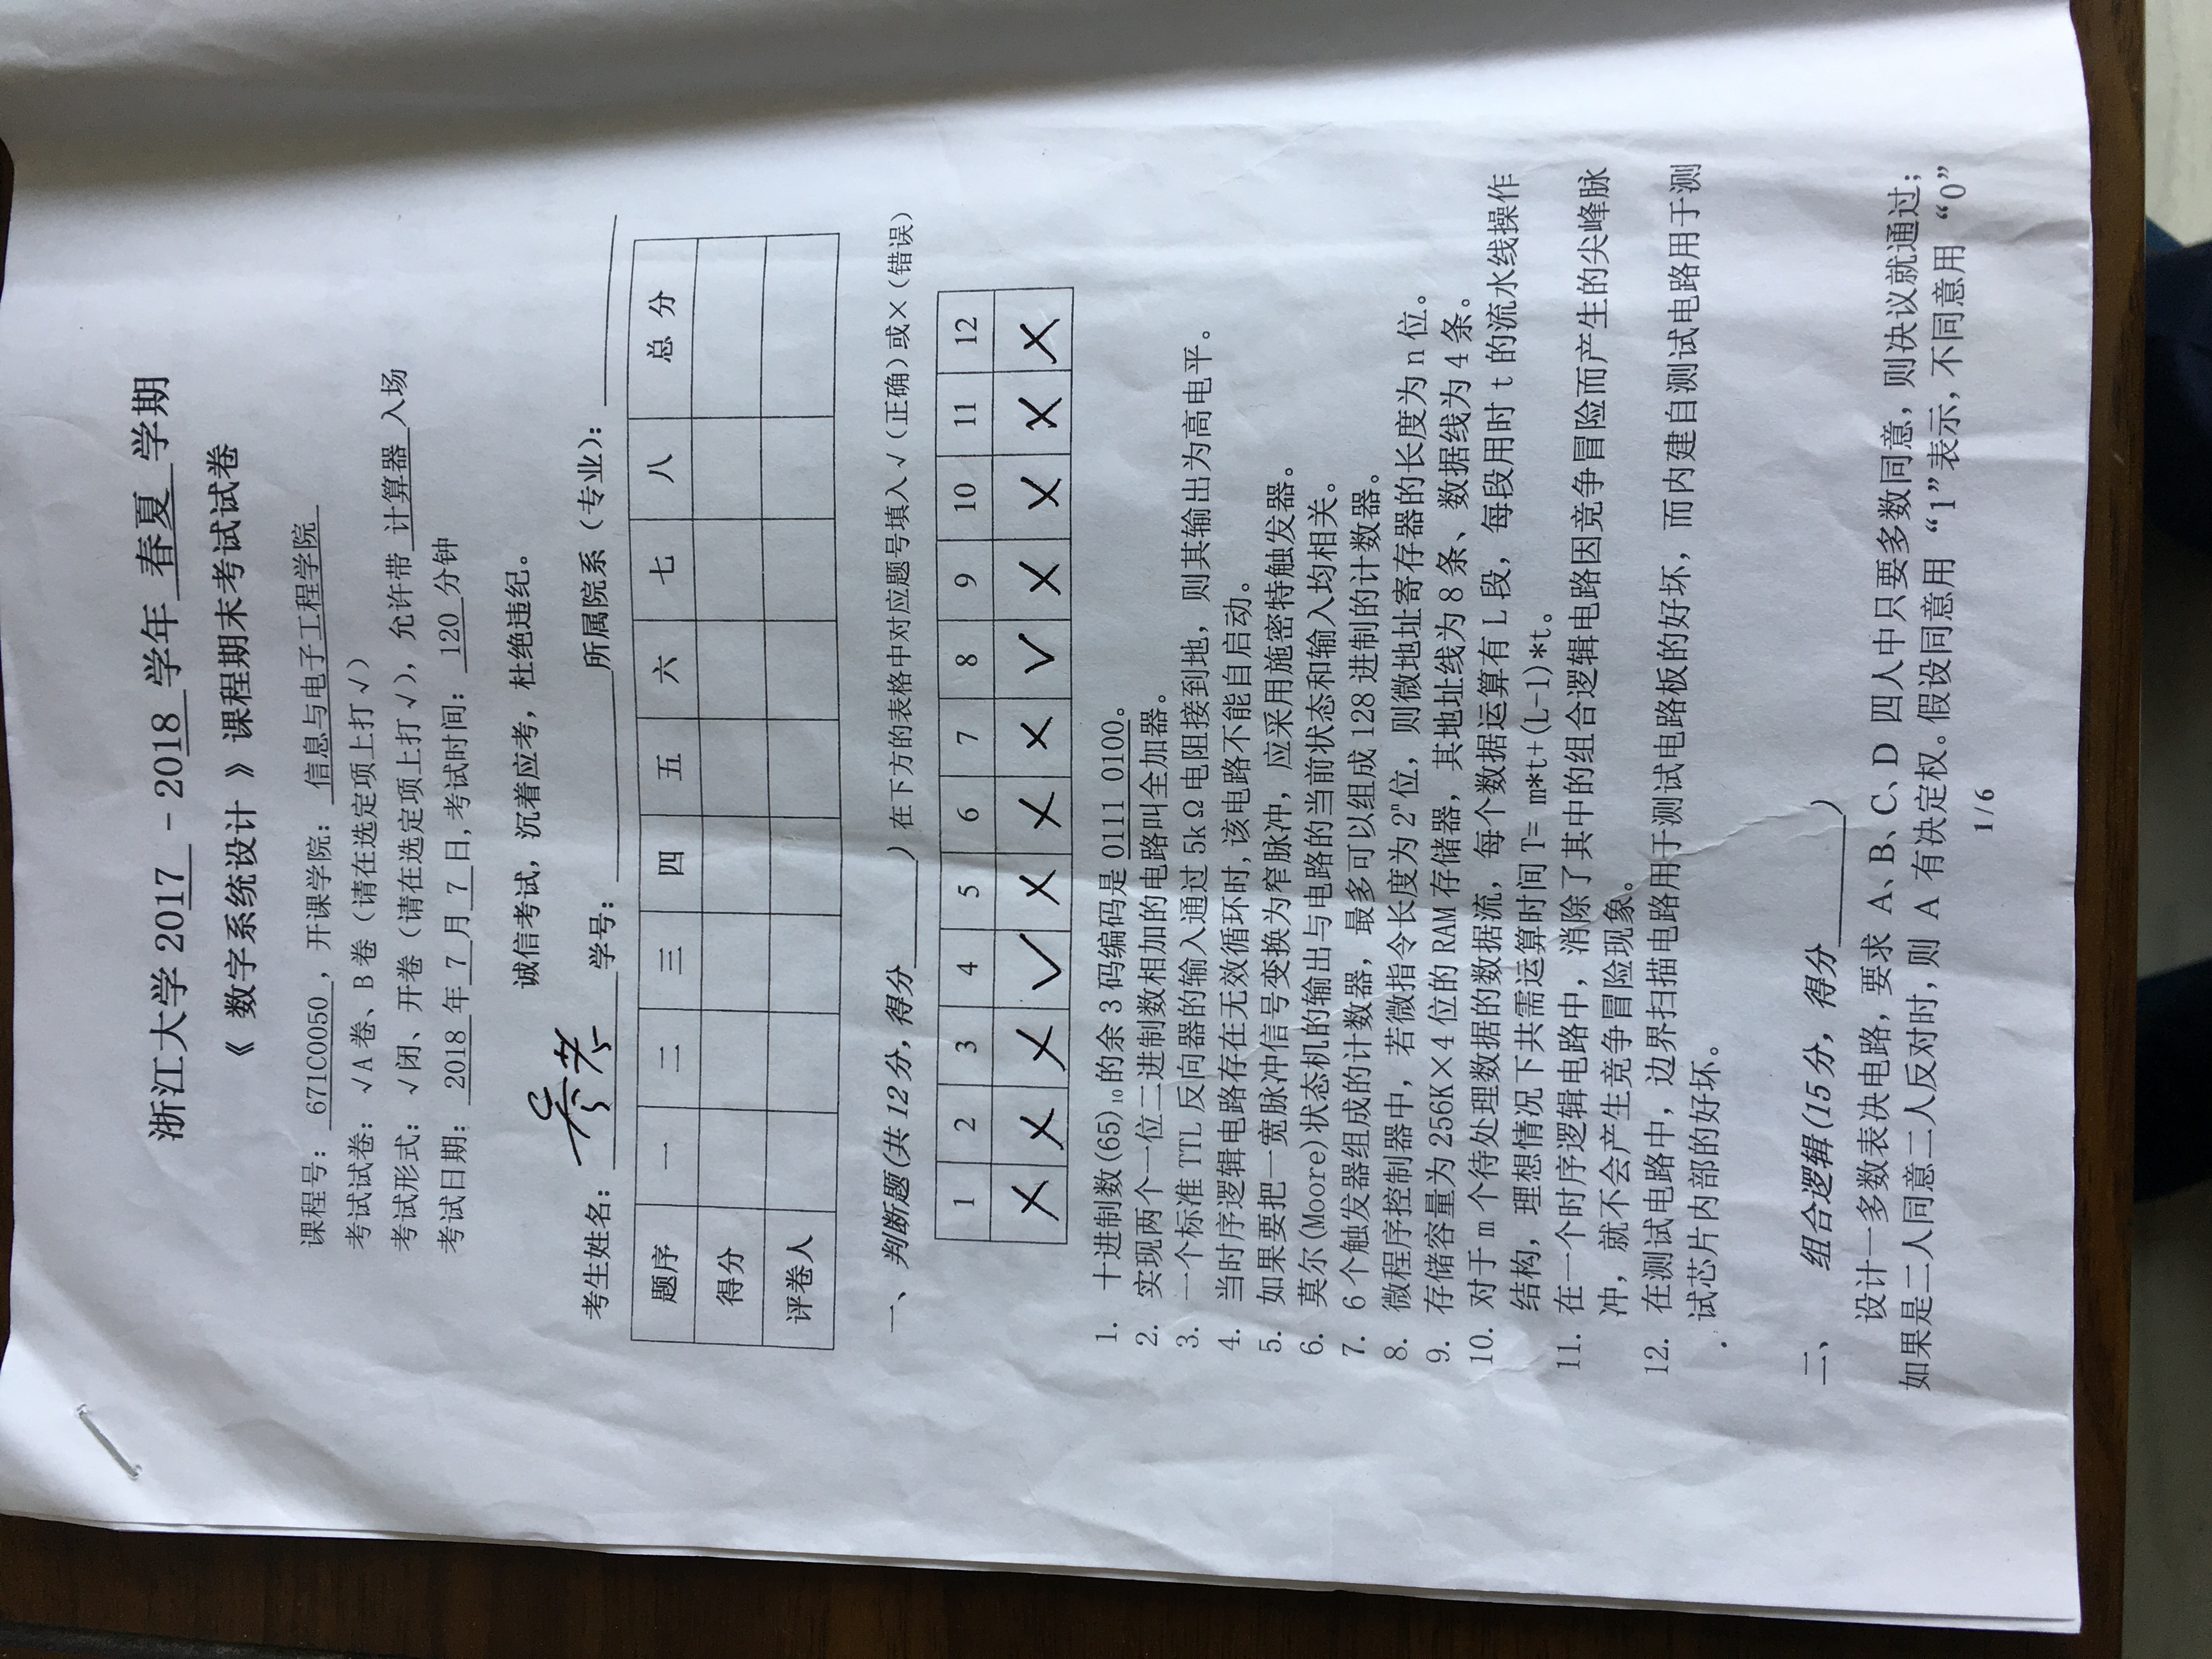 浙江大学 2017 - 2018 学年 春夏 学期
《 数字系统设计 》课程期末考试试卷
课程号: 671C0050 , 开课学院: 信息与电子工程学院
考试试卷: √A 卷、B 卷（请在选定项上打√）
考试形式: √闭、开卷（请在选定项上打√），允许带 计算器 入场
考试日期: 2018 年 7 月 7 日, 考试时间: 120 分钟
诚信考试，沉着应考，杜绝违纪。
考生姓名: 学号: 所属院系（专业）:
题序 一 二 三 四 五 六 七 八 总 分
得分
评卷人
一、判断题(共 12 分, 得分 ) 在下方的表格中对应题号填入√（正确）或×（错误）
1 2 3 4 5 6 7 8 9 10 11 12
× × × √ × × × √ × × × ×
1. 十进制数(65)₁₀的余 3 码编码是 0111 0100。
2. 实现两个一位二进制数相加的电路叫全加器。
3. 一个标准 TTL 反向器的输入通过 5kΩ电阻接到地，则其输出为高电平。
4. 当时序逻辑电路存在无效循环时, 该电路不能自启动。
5. 如果要把一宽脉冲信号变换为窄脉冲，应采用施密特触发器。
6. 莫尔(Moore)状态机的输出与电路的当前状态和输入均相关。
7. 6 个触发器组成的计数器，最多可以组成 128 进制的计数器。
8. 微程序控制器中，若微指令长度为 2ⁿ位，则微地址寄存器的长度为 n 位。
9. 存储容量为 256K×4 位的 RAM 存储器，其地址线为 8 条、数据线为 4 条。
10. 对于 m 个待处理数据的数据流，每个数据运算有 L 段，每段用时 t 的流水线操作
结构，理想情况下共需运算时间 T= m*t+(L-1)*t。
11. 在一个时序逻辑电路中，消除了其中的组合逻辑电路因竞争冒险而产生的尖峰脉
冲，就不会产生竞争冒险现象。
12. 在测试电路中，边界扫描电路用于测试电路板的好坏，而内建自测试电路用于测
试芯片内部的好坏。
二、 组合逻辑(15 分，得分 )
设计一多数表决电路，要求 A、B、C、D 四人中只要多数同意，则决议就通过；
如果是二人同意二人反对时，则 A 有决定权。假设同意用 “1”表示，不同意用 “0”
1 / 6